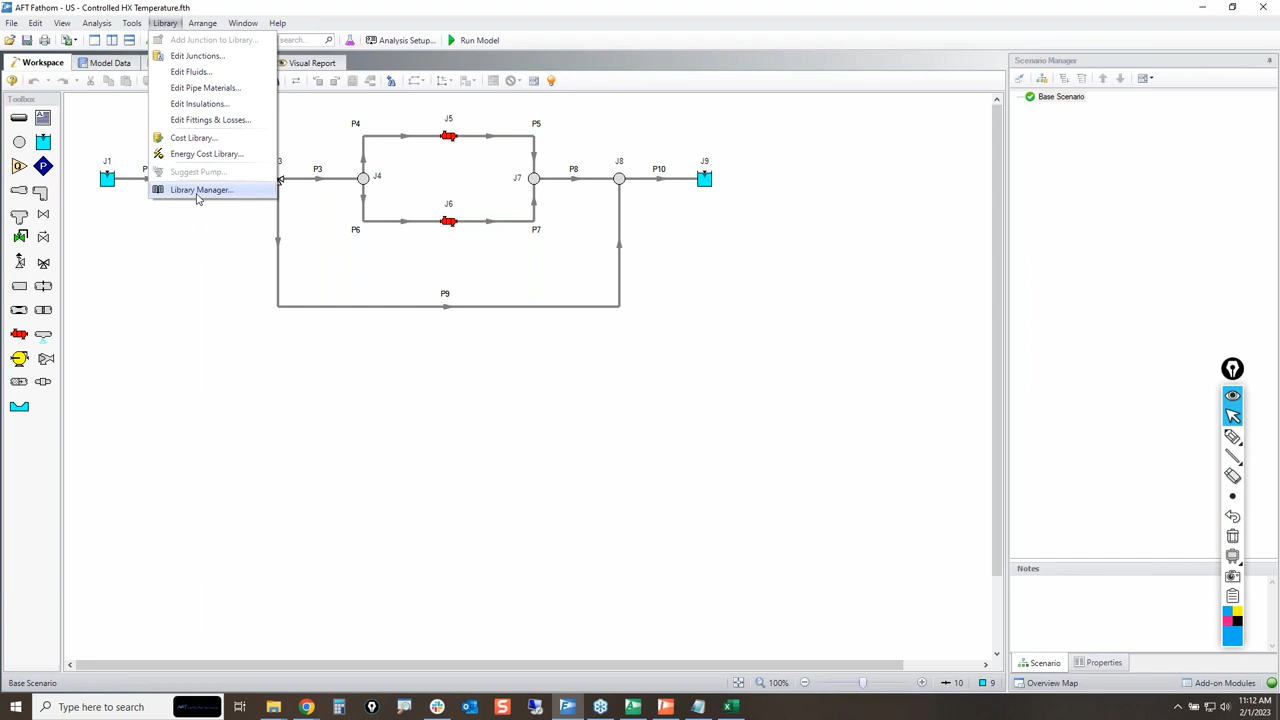 AFT Fathom - US - Controlled HX Temperature.fth
File Edit View Analysis Tools Library Arrange Window Help
search... Analysis Setup... Run Model
Workspace Model Data Visual Report
Toolbox
Add Junction to Library...
Edit Junctions...
Edit Fluids...
Edit Pipe Materials...
Edit Insulations...
Edit Fittings & Losses...
Cost Library...
Energy Cost Library...
Suggest Pump...
Library Manager...
J5
P4 P5
J1 P3 J4 J7 P8 J8 P10 J9
J6
P6 P7
P9
Scenario Manager
Base Scenario
Notes
Scenario Properties
Base Scenario 100% 10 9 Overview Map Add-on Modules
Type here to search
11:12 AM
2/1/2023